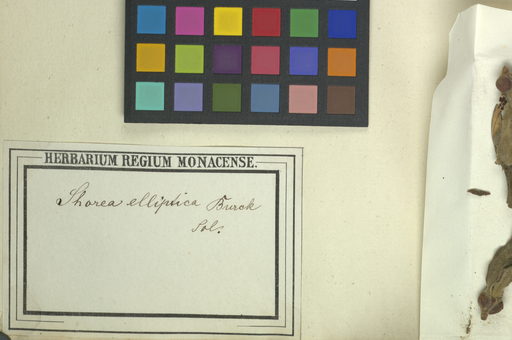 HERBARIUM REGIUM MONACENSE.
Shorea elliptica Burck
Sol.